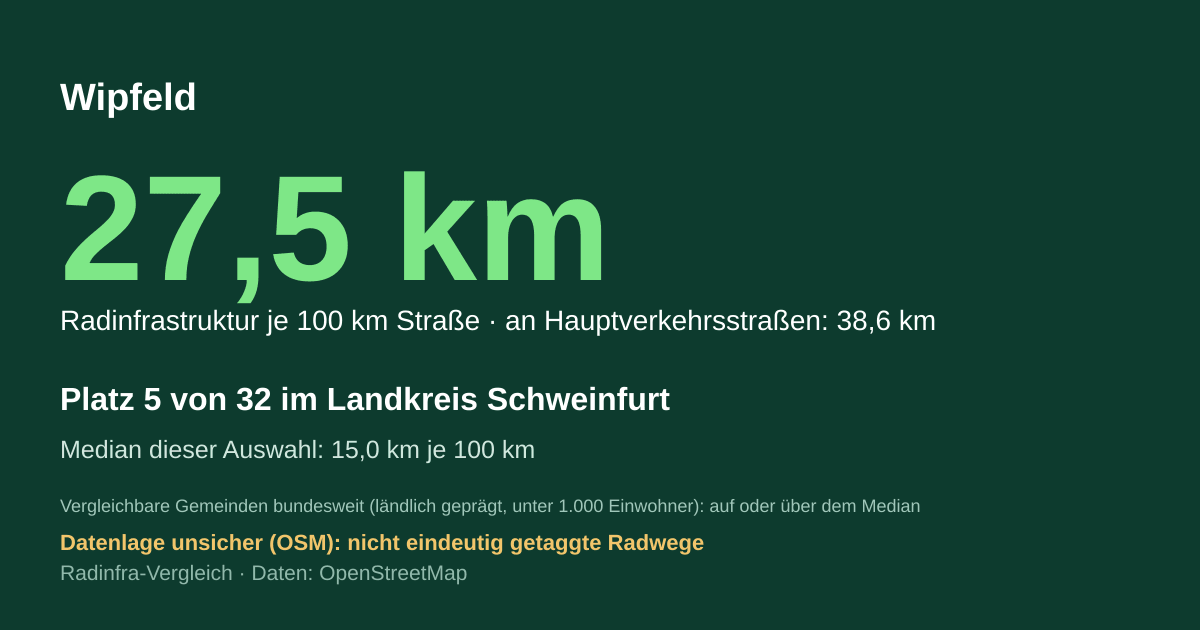 Wipfeld
27,5 km
Radinfrastruktur je 100 km Straße · an Hauptverkehrsstraßen: 38,6 km
Platz 5 von 32 im Landkreis Schweinfurt
Median dieser Auswahl: 15,0 km je 100 km
Vergleichbare Gemeinden bundesweit (ländlich geprägt, unter 1.000 Einwohner): auf oder über dem Median
Datenlage unsicher (OSM): nicht eindeutig getaggte Radwege
Radinfra-Vergleich · Daten: OpenStreetMap